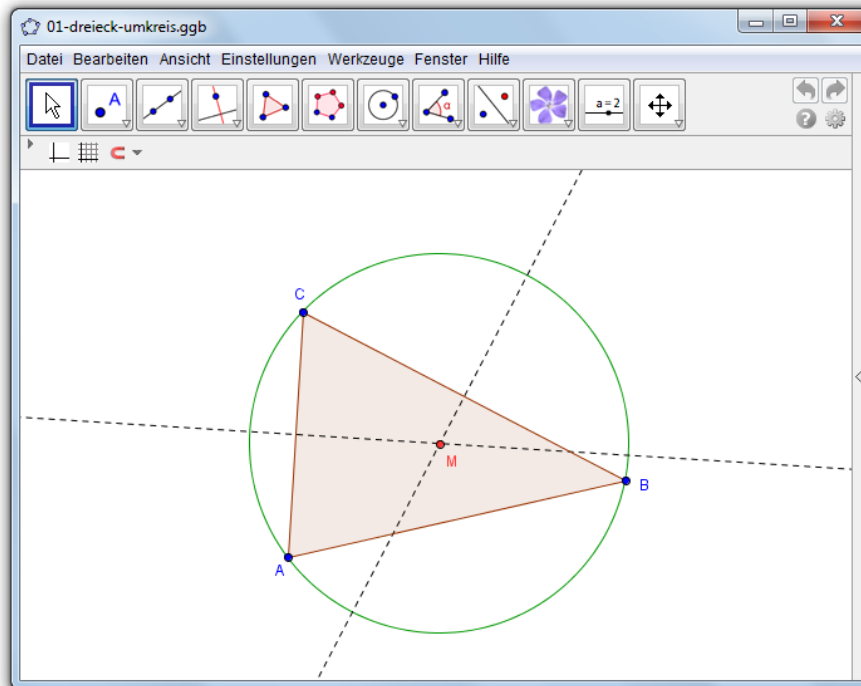 01-dreieck-umkreis.ggb
Datei Bearbeiten Ansicht Einstellungen Werkzeuge Fenster Hilfe
A α a=2
?
C
M
B
A